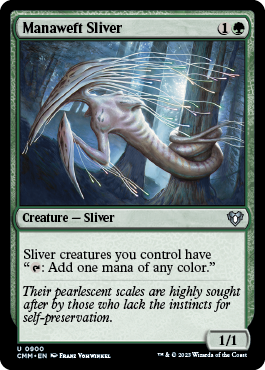 Manaweft Sliver 1
Creature — Sliver
Sliver creatures you control have
“: Add one mana of any color.”
Their pearlescent scales are highly sought
after by those who lack the instincts for
self-preservation.
1/1
U 0900
CMM • EN Franz Vohwinkel
™ & © 2023 Wizards of the Coast